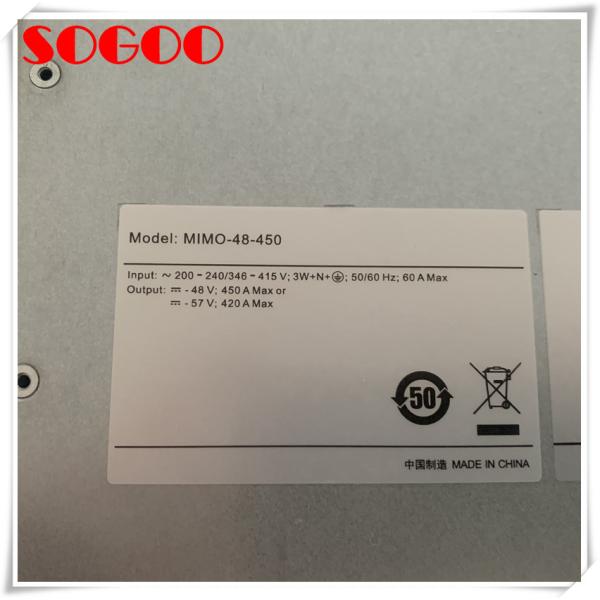 SOGOO
Model: MIMO-48-450
Input: ~ 200 - 240/346 - 415 V; 3W+N+⏚; 50/60 Hz; 60 A Max
Output: ⎓ - 48 V; 450 A Max or
⎓ - 57 V; 420 A Max
50
中国制造 MADE IN CHINA